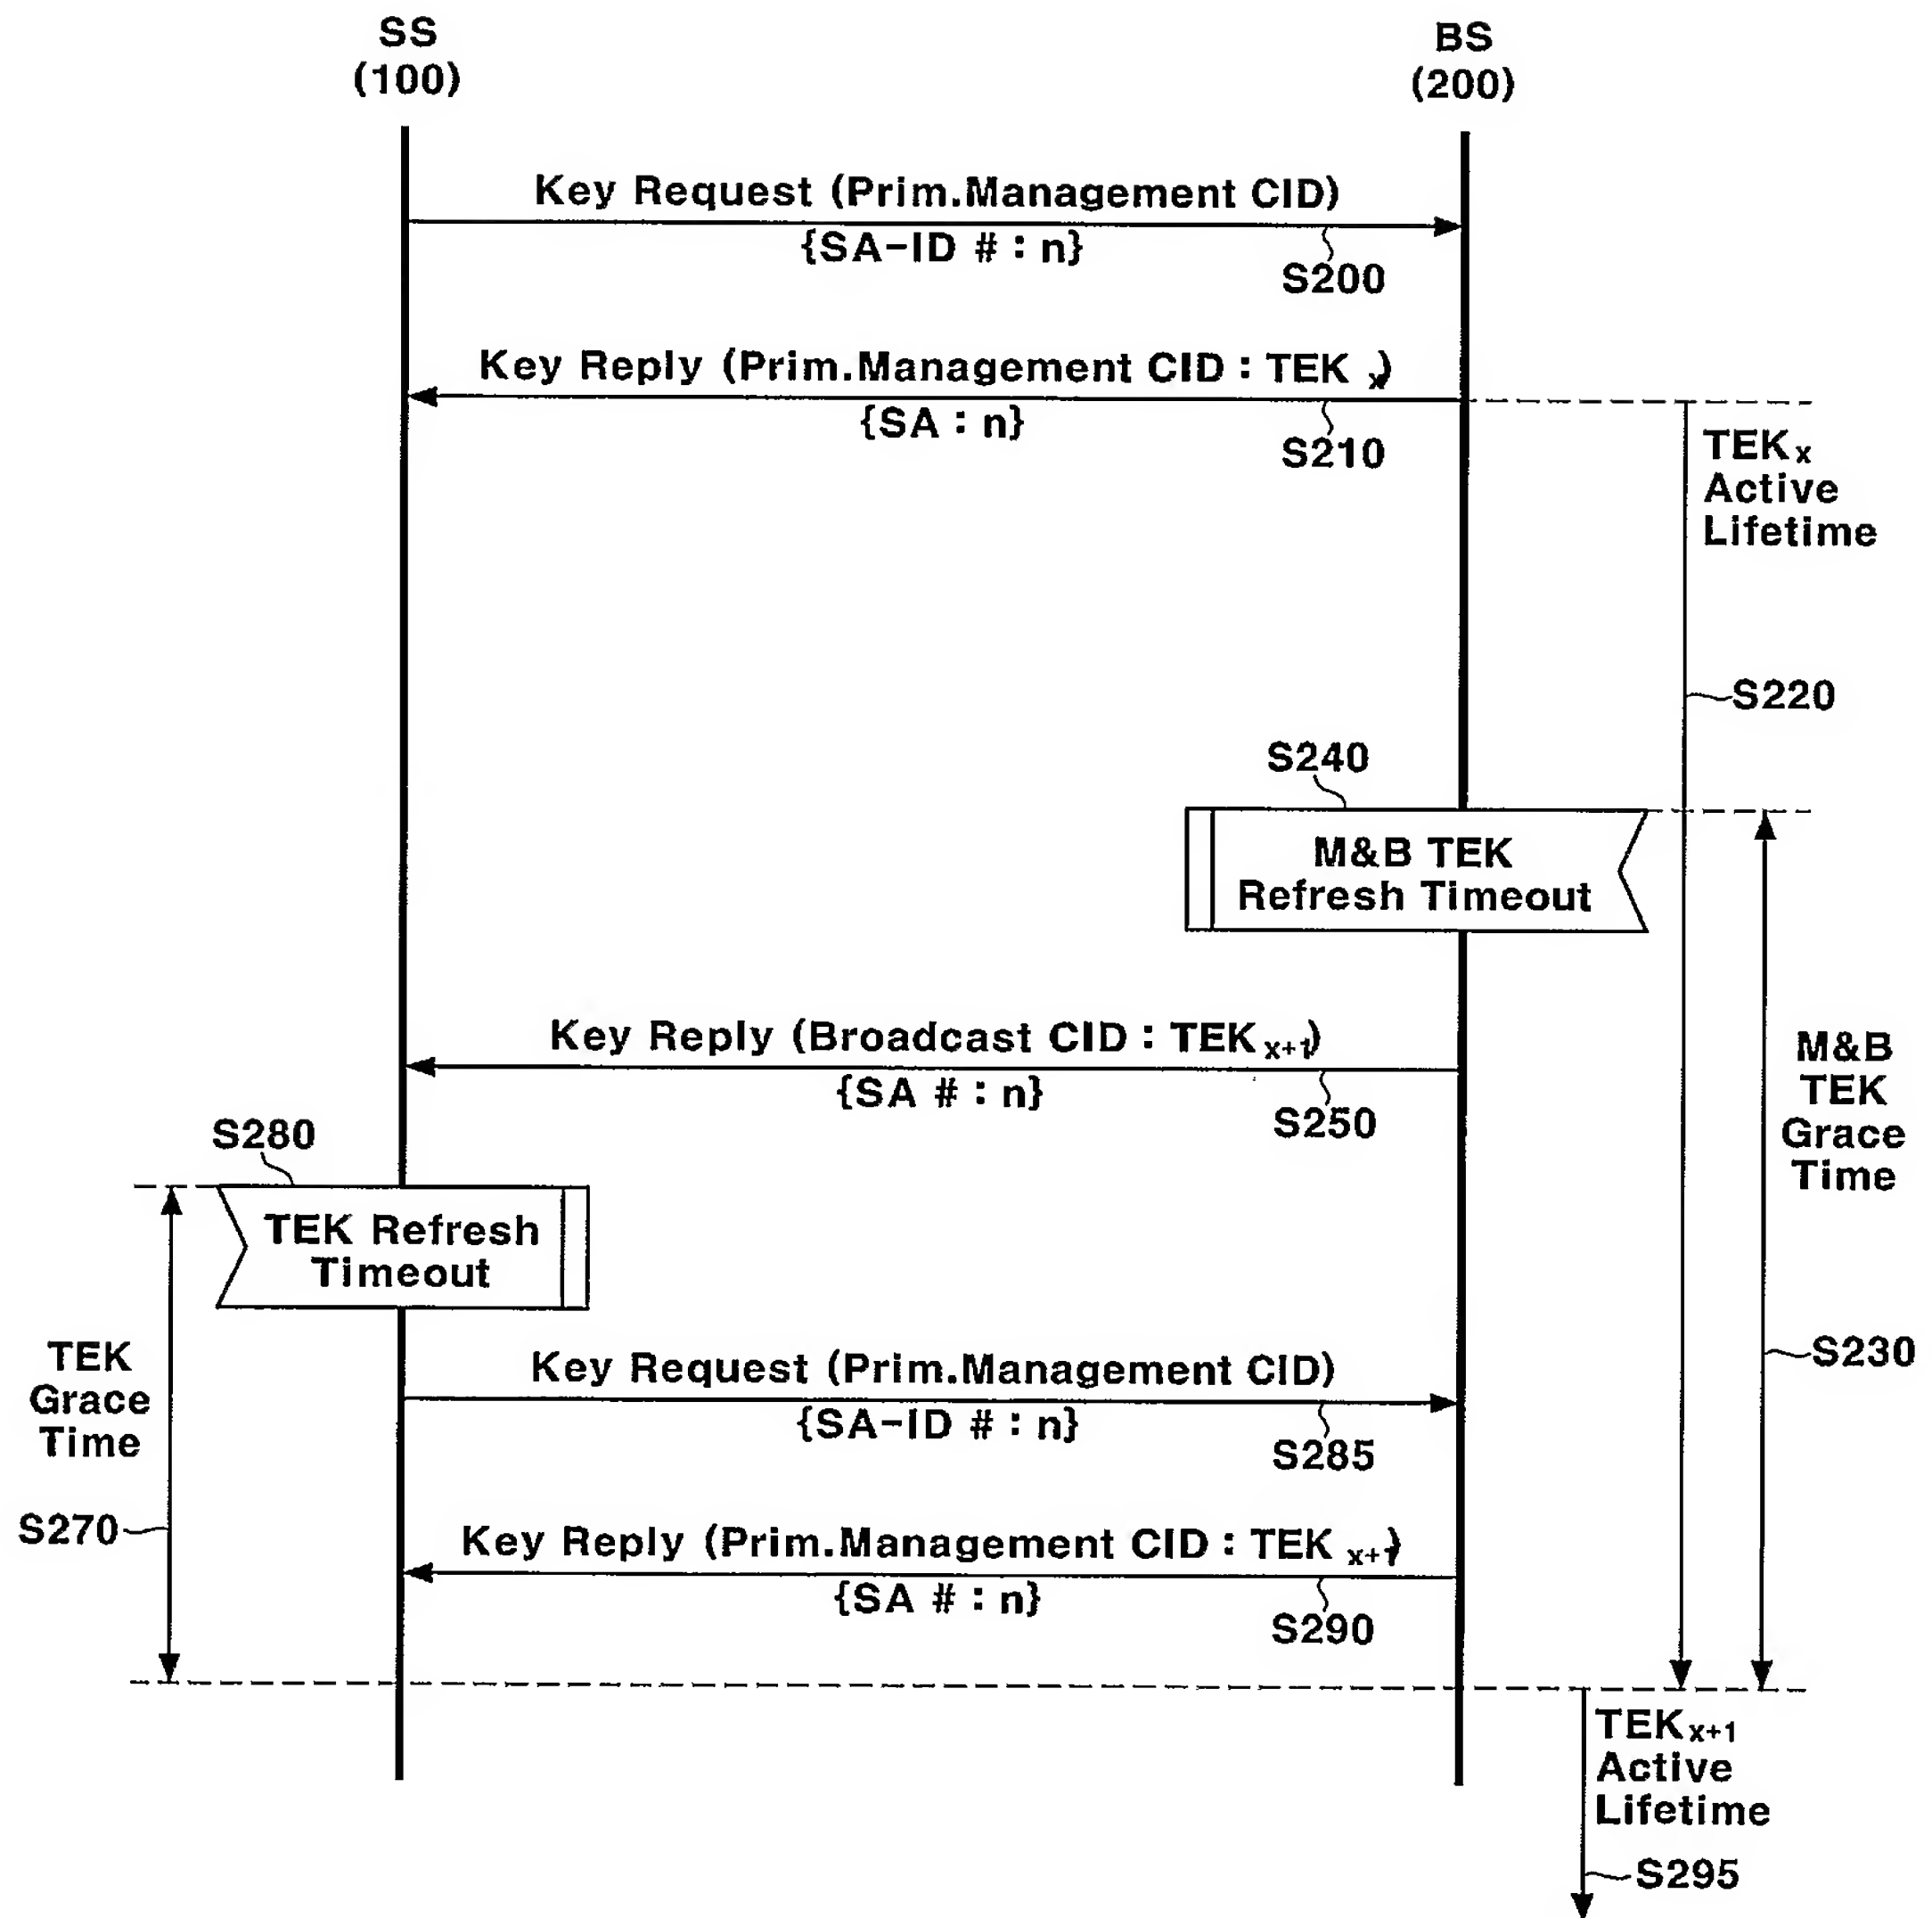 SS
(100)
BS
(200)
Key Request (Prim.Management CID)
{SA-ID # : n}
S200
Key Reply (Prim.Management CID : TEK x)
{SA : n}
S210
TEKx
Active
Lifetime
S220
S240
M&B TEK
Refresh Timeout
Key Reply (Broadcast CID : TEK x+1)
{SA # : n}
S250
M&B
TEK
Grace
Time
S280
TEK Refresh
Timeout
TEK
Grace
Time
S230
Key Request (Prim.Management CID)
{SA-ID # : n}
S285
S270
Key Reply (Prim.Management CID : TEK x+1)
{SA # : n}
S290
TEKx+1
Active
Lifetime
S295